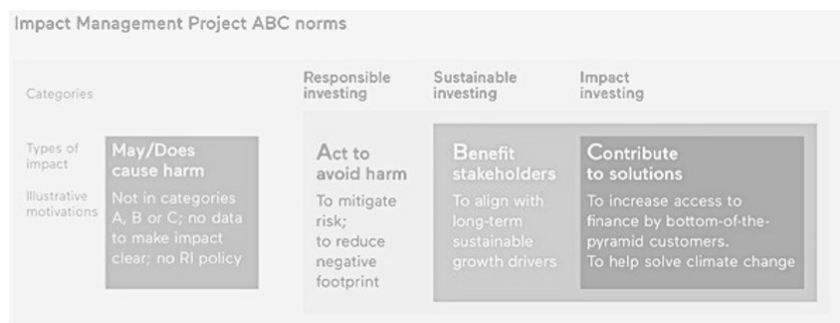 Impact Management Project ABC norms
Categories
Responsible
investing
Sustainable
investing
Impact
investing
Types of
impact
Illustrative
motivations
May/Does
cause harm
Not in categories
A, B or C; no data
to make impact
clear; no RI policy
Act to
avoid harm
To mitigate
risk;
to reduce
negative
footprint
Benefit
stakeholders
To align with
long-term
sustainable
growth drivers
Contribute
to solutions
To increase access to
finance by bottom-of-the-
pyramid customers.
To help solve climate change